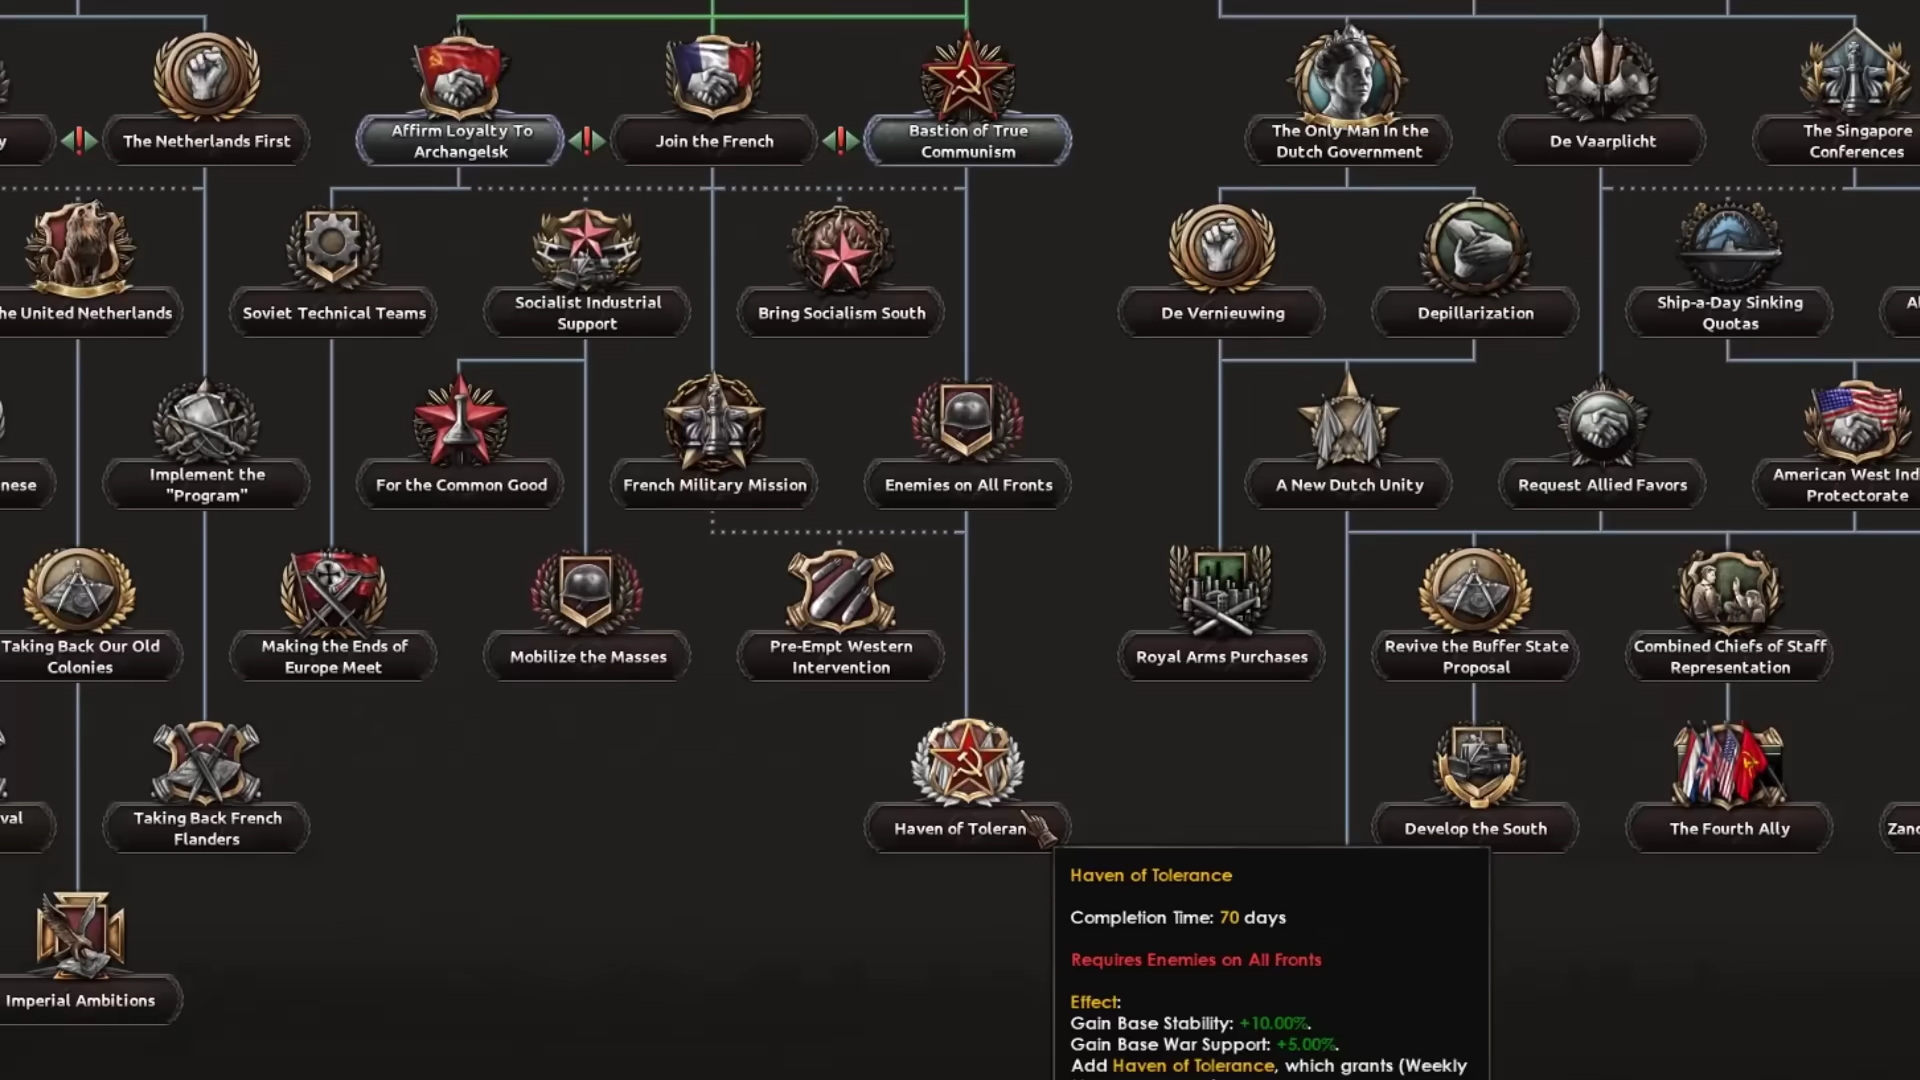 y
The Netherlands First
Affirm Loyalty To
Archangelsk
Join the French
Bastion of True
Communism
The Only Man In the
Dutch Government
De Vaarplicht
The Singapore
Conferences
he United Netherlands
Soviet Technical Teams
Socialist Industrial
Support
Bring Socialism South
De Vernieuwing
Depillarization
Ship-a-Day Sinking
Quotas
Al
nese
Implement the
"Program"
For the Common Good
French Military Mission
Enemies on All Fronts
A New Dutch Unity
Request Allied Favors
American West Ind
Protectorate
Taking Back Our Old
Colonies
Making the Ends of
Europe Meet
Mobilize the Masses
Pre-Empt Western
Intervention
Royal Arms Purchases
Revive the Buffer State
Proposal
Combined Chiefs of Staff
Representation
val
Taking Back French
Flanders
Haven of Toleran
Develop the South
The Fourth Ally
Zand
Imperial Ambitions
Haven of Tolerance
Completion Time: 70 days
Requires Enemies on All Fronts
Effect:
Gain Base Stability: +10.00%.
Gain Base War Support: +5.00%.
Add Haven of Tolerance, which grants (Weekly